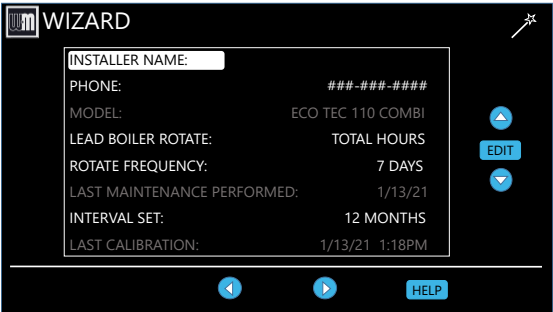 wm WIZARD
INSTALLER NAME:
PHONE: ###-###-####
MODEL: ECO TEC 110 COMBI
LEAD BOILER ROTATE: TOTAL HOURS
ROTATE FREQUENCY: 7 DAYS
LAST MAINTENANCE PERFORMED: 1/13/21
INTERVAL SET: 12 MONTHS
LAST CALIBRATION: 1/13/21 1:18PM
EDIT
HELP